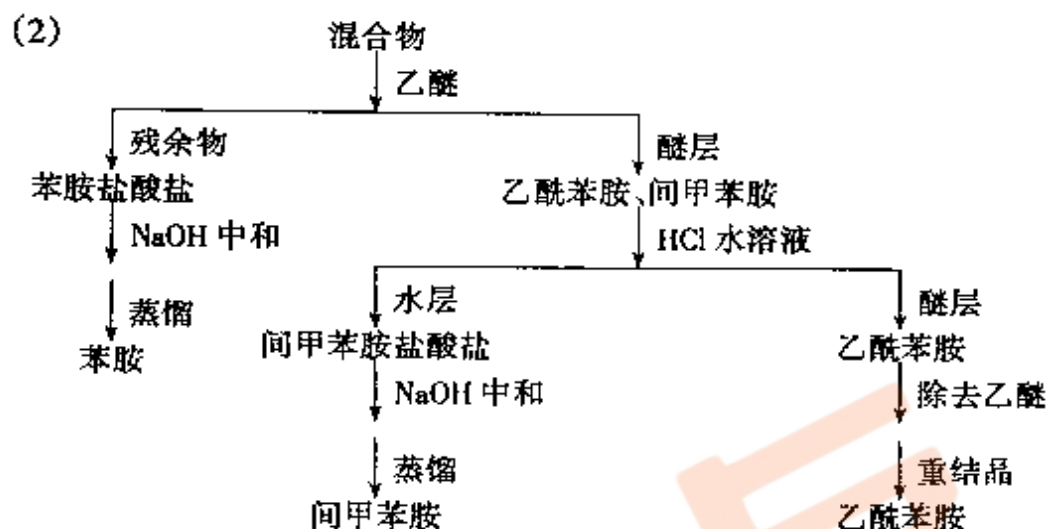 (2)
混合物
乙醚
残余物
醚层
苯胺盐酸盐
乙酰苯胺、间甲苯胺
NaOH 中和
HCl 水溶液
蒸馏
水层
醚层
苯胺
间甲苯胺盐酸盐
乙酰苯胺
NaOH 中和
除去乙醚
蒸馏
重结晶
间甲苯胺
乙酰苯胺